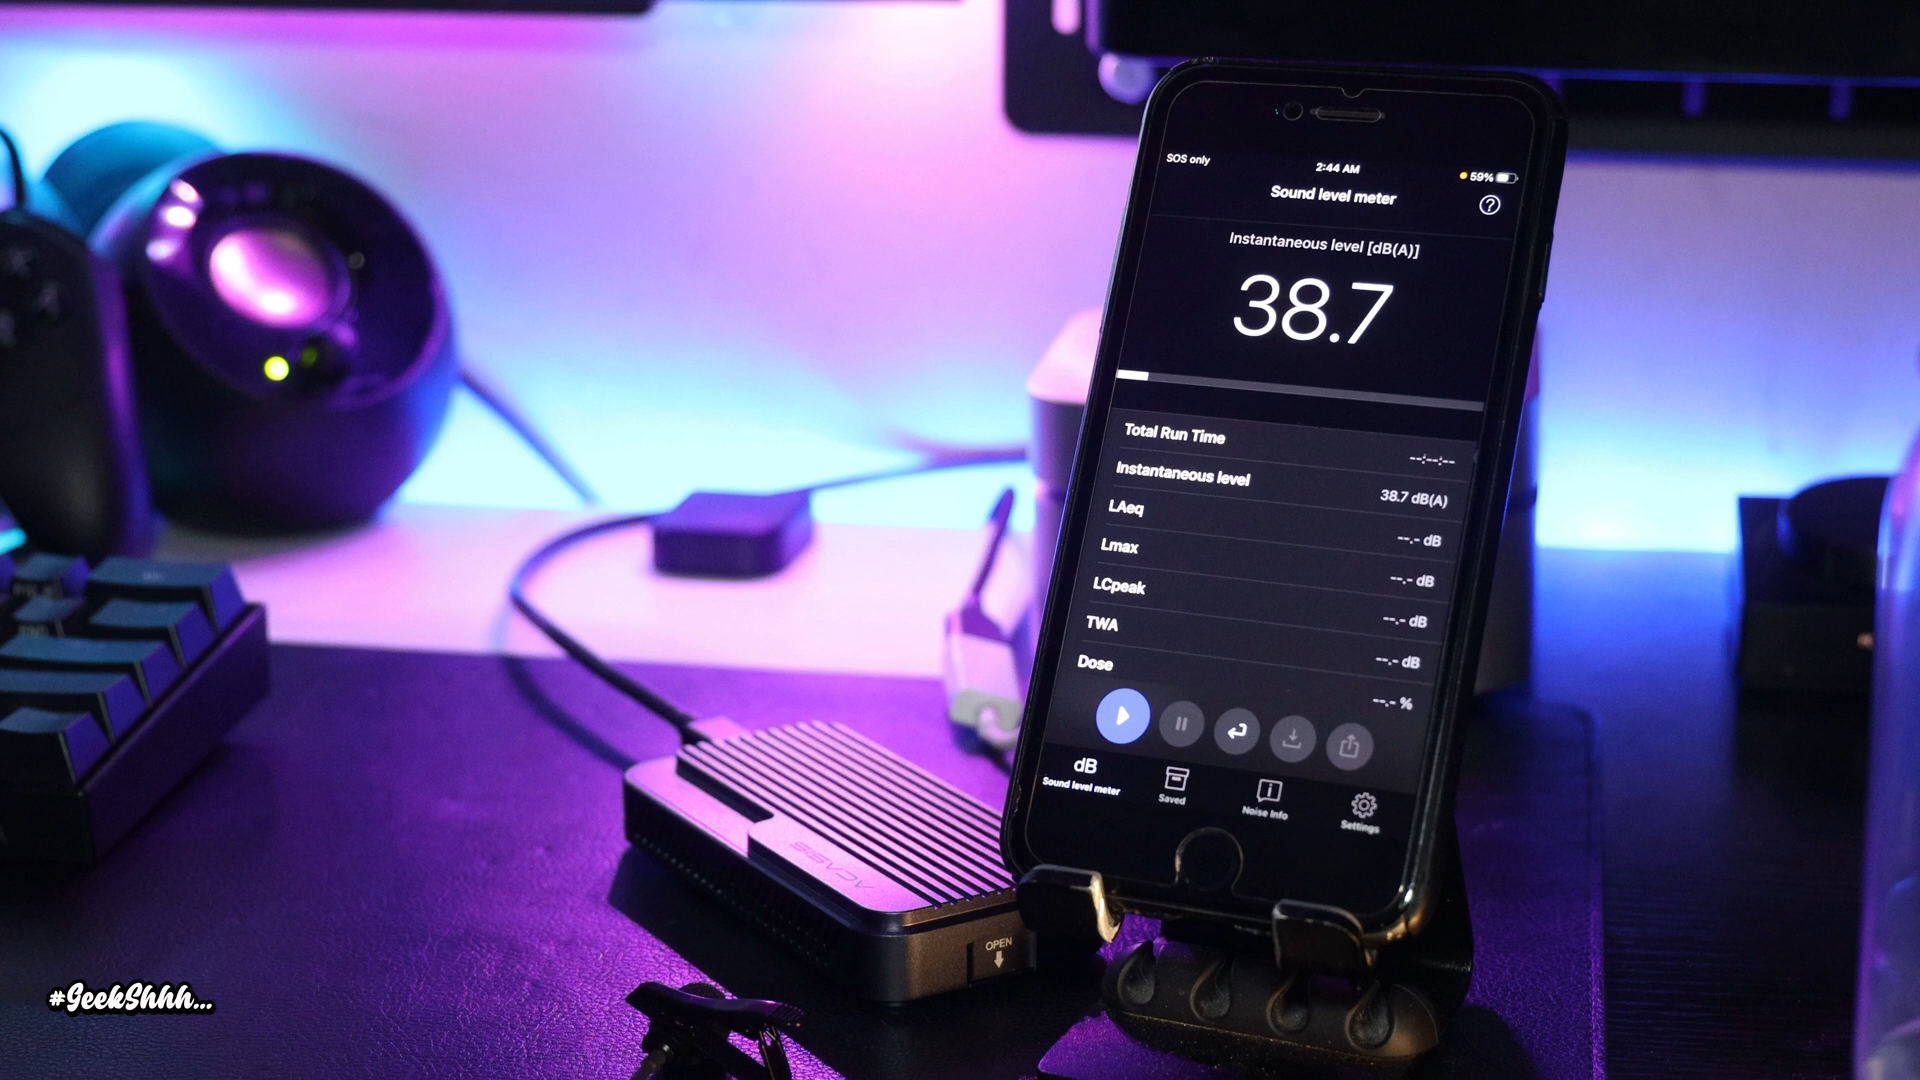 SOS only
2:44 AM
59%
Sound level meter
?
Instantaneous level [dB(A)]
38.7
Total Run Time --:--:--
Instantaneous level 38.7 dB(A)
LAeq --.- dB
Lmax --.- dB
LCpeak --.- dB
TWA --.- dB
Dose --.- %
dB
Sound level meter
Saved
Noise Info
Settings
ACASIS
OPEN
#GeekShhh...